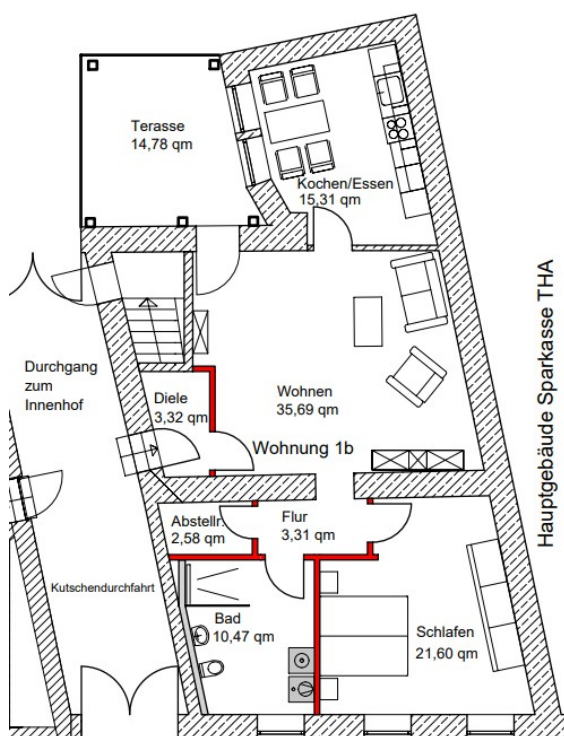 Terasse
14,78 qm
Kochen/Essen
15,31 qm
Hauptgebäude Sparkasse THA
Durchgang
zum
Innenhof
Diele
3,32 qm
Wohnen
35,69 qm
Wohnung 1b
Abstellr.
2,58 qm
Flur
3,31 qm
Kutschendurchfahrt
Bad
10,47 qm
Schlafen
21,60 qm